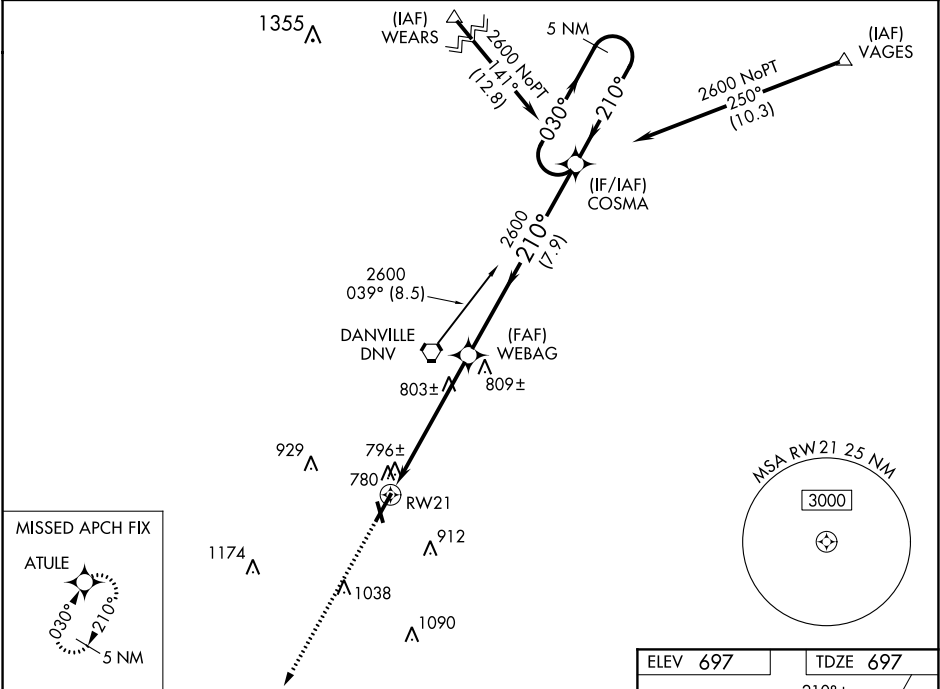 1355
(IAF)
WEARS
2600 NoPT
141°
(12.8)
5 NM
030°
210°
(IAF)
VAGES
2600 NoPT
250°
(10.3)
(IF/IAF)
COSMA
2600
210°
(7.9)
2600
039° (8.5)
DANVILLE
DNV
(FAF)
WEBAG
803±
809±
929
796±
780
RW21
MSA RW21 25 NM
3000
1174
912
1038
1090
MISSED APCH FIX
ATULE
030°
210°
5 NM
ELEV 697
TDZE 697